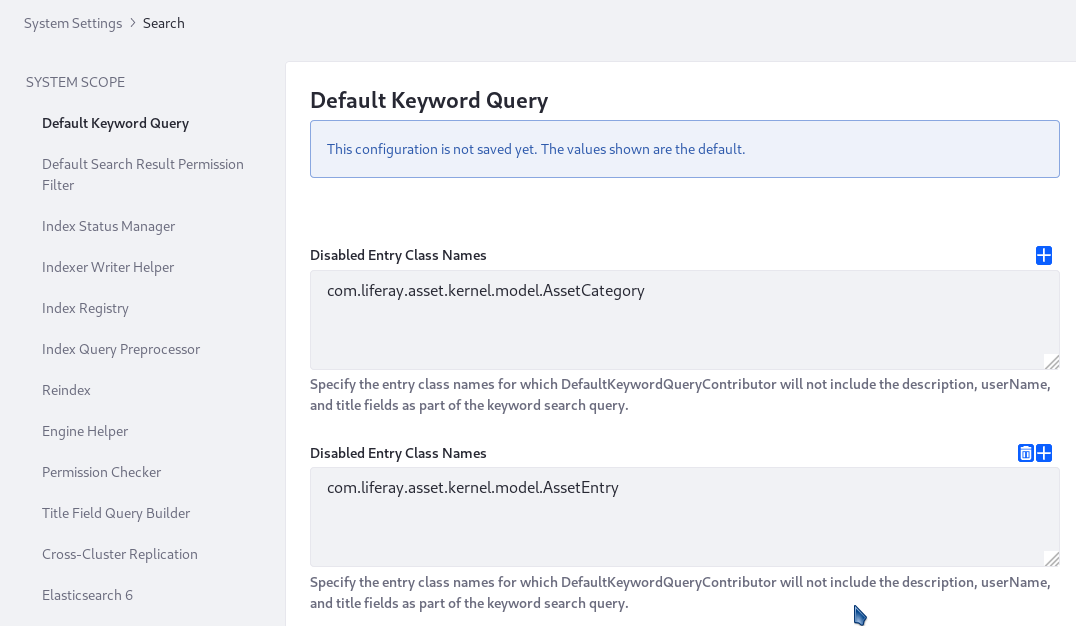 System Settings > Search
SYSTEM SCOPE
Default Keyword Query
Default Search Result Permission
Filter
Index Status Manager
Indexer Writer Helper
Index Registry
Index Query Preprocessor
Reindex
Engine Helper
Permission Checker
Title Field Query Builder
Cross-Cluster Replication
Elasticsearch 6
Default Keyword Query
This configuration is not saved yet. The values shown are the default.
Disabled Entry Class Names
com.liferay.asset.kernel.model.AssetCategory
Specify the entry class names for which DefaultKeywordQueryContributor will not include the description, userName,
and title fields as part of the keyword search query.
Disabled Entry Class Names
com.liferay.asset.kernel.model.AssetEntry
Specify the entry class names for which DefaultKeywordQueryContributor will not include the description, userName,
and title fields as part of the keyword search query.